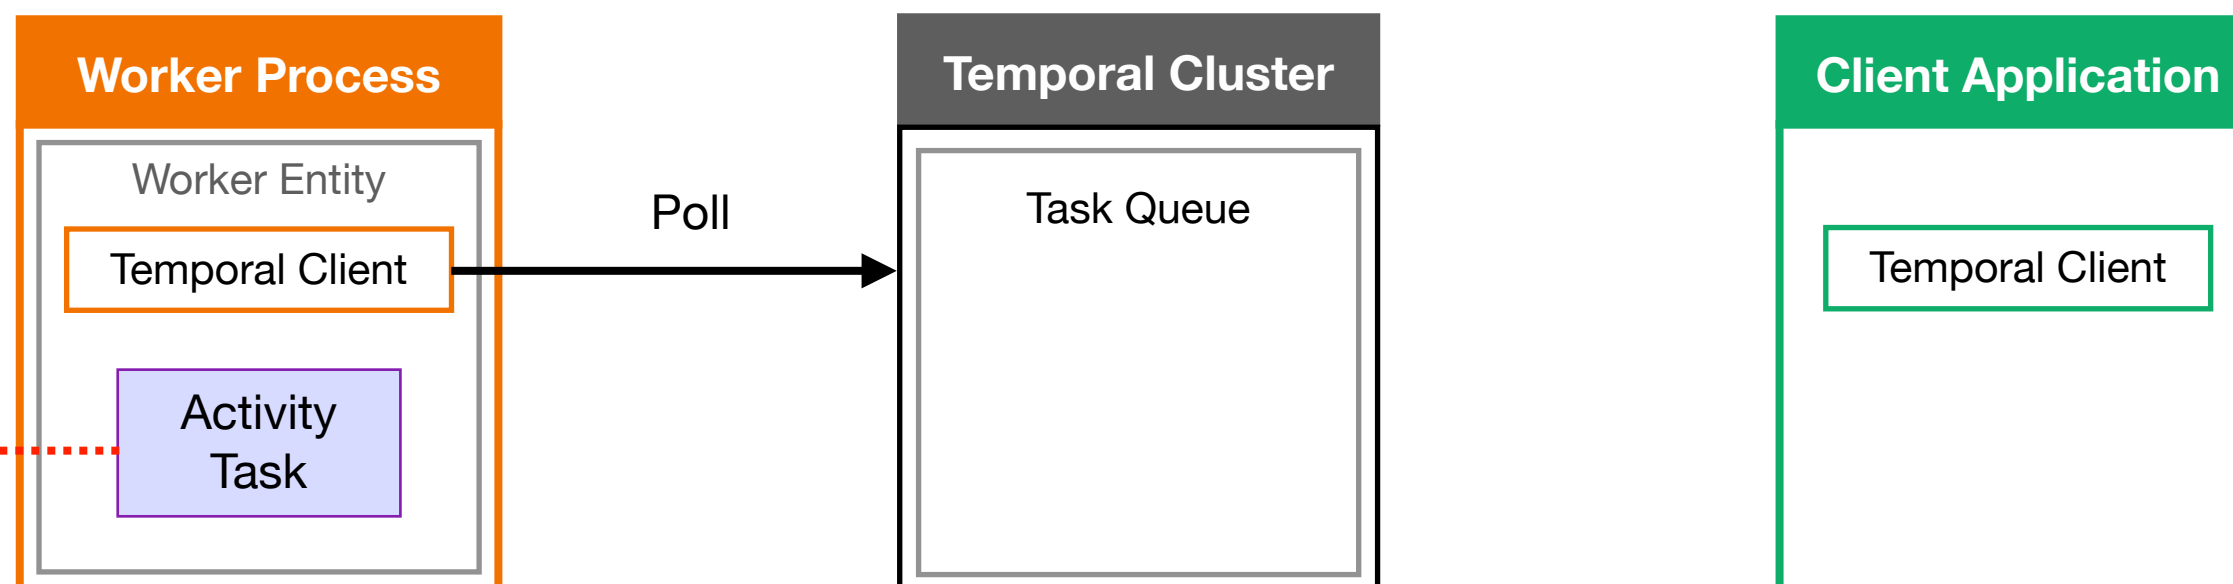 Worker Process
Temporal Cluster
Client Application
Worker Entity
Poll
Task Queue
Temporal Client
Temporal Client
Activity
Task